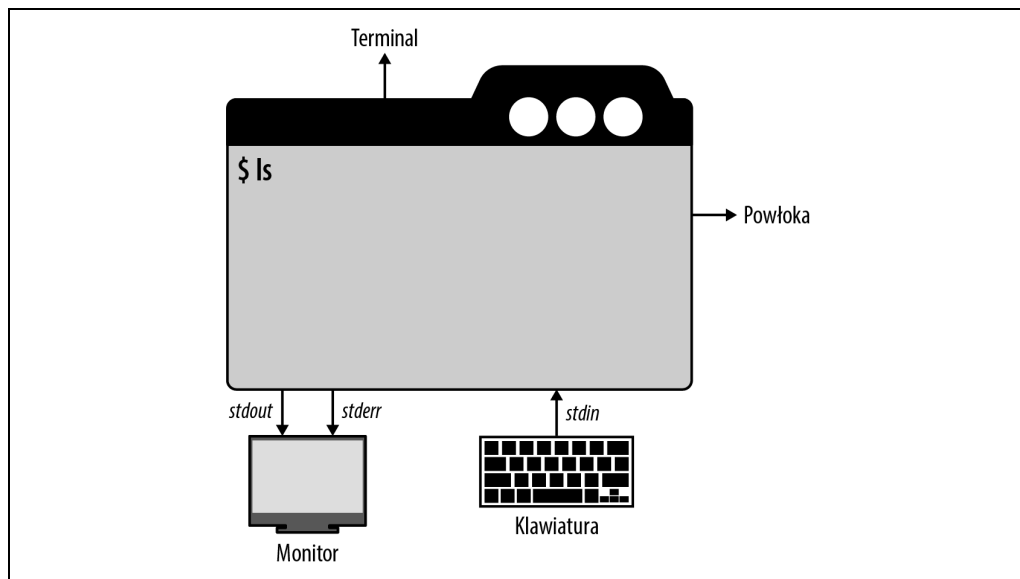 Terminal
$ ls
Powłoka
stdout
stderr
stdin
Monitor
Klawiatura